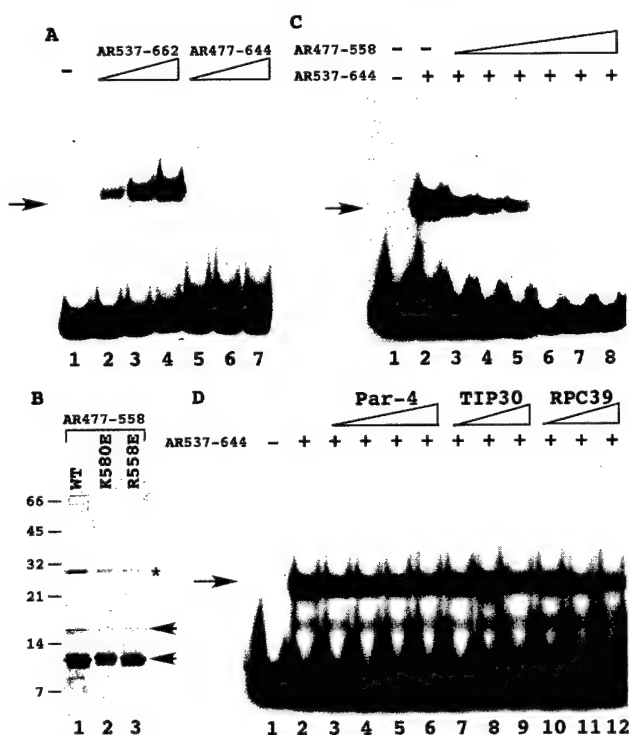 A
AR537-662 AR477-644
-
1 2 3 4 5 6 7
C
AR477-558 - -
AR537-644 - + + + + + + +
1 2 3 4 5 6 7 8
B
AR477-558
WT K580E R558E
66
45
32 *
21
14
7
1 2 3
D
Par-4 TIP30 RPC39
AR537-644 - + + + + + + + + + + +
1 2 3 4 5 6 7 8 9 10 11 12